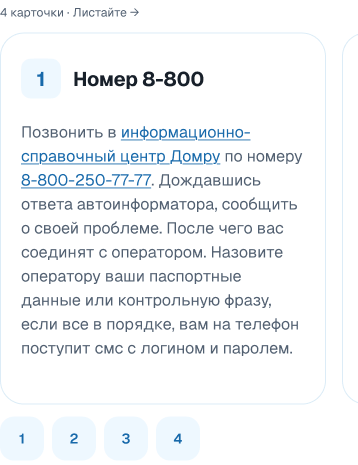 4 карточки · Листайте →
1 Номер 8-800
Позвонить в информационно-
справочный центр Домру по номеру
8-800-250-77-77. Дождавшись
ответа автоинформатора, сообщить
о своей проблеме. После чего вас
соединят с оператором. Назовите
оператору ваши паспортные
данные или контрольную фразу,
если все в порядке, вам на телефон
поступит смс с логином и паролем.
1 2 3 4